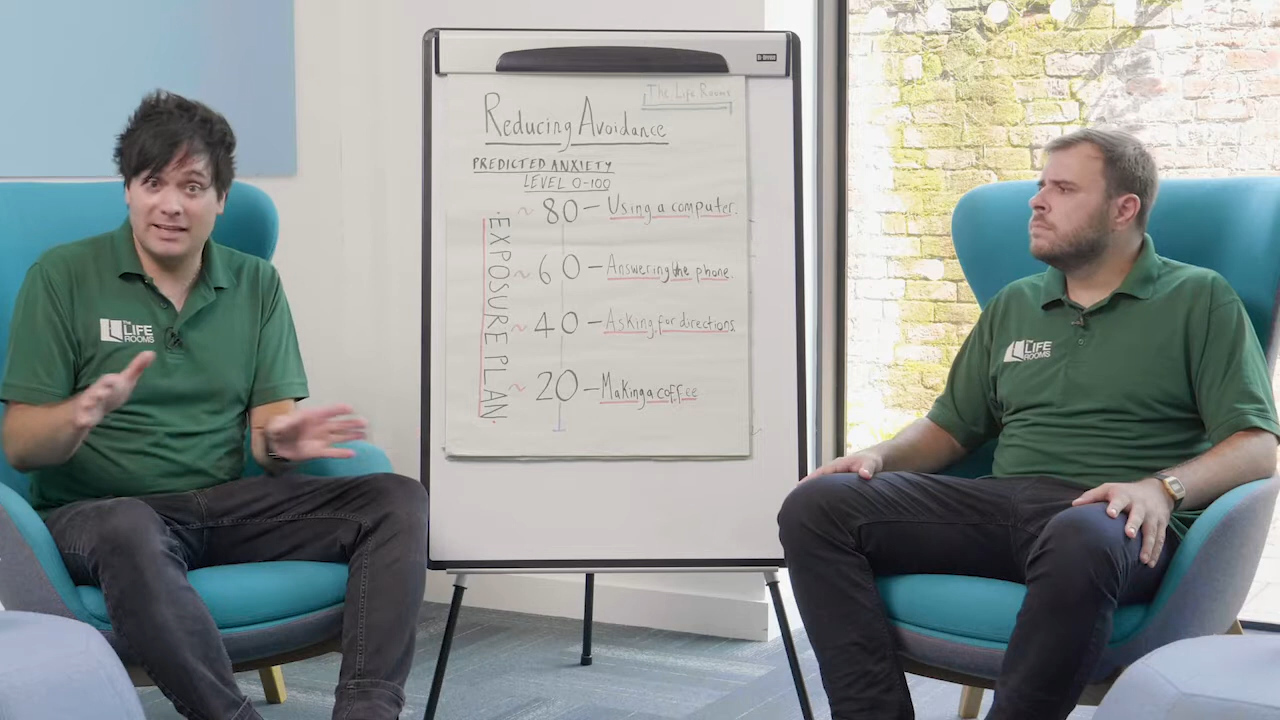 The Life Rooms
Reducing Avoidance
PREDICTED ANXIETY
LEVEL 0-100
~ 80 - Using a computer.
~ 60 - Answering the phone.
~ 40 - Asking for directions
~ 20 - Making a coffee
EXPOSURE PLAN
THE LIFE
ROOMS
LIFE
ROOMS